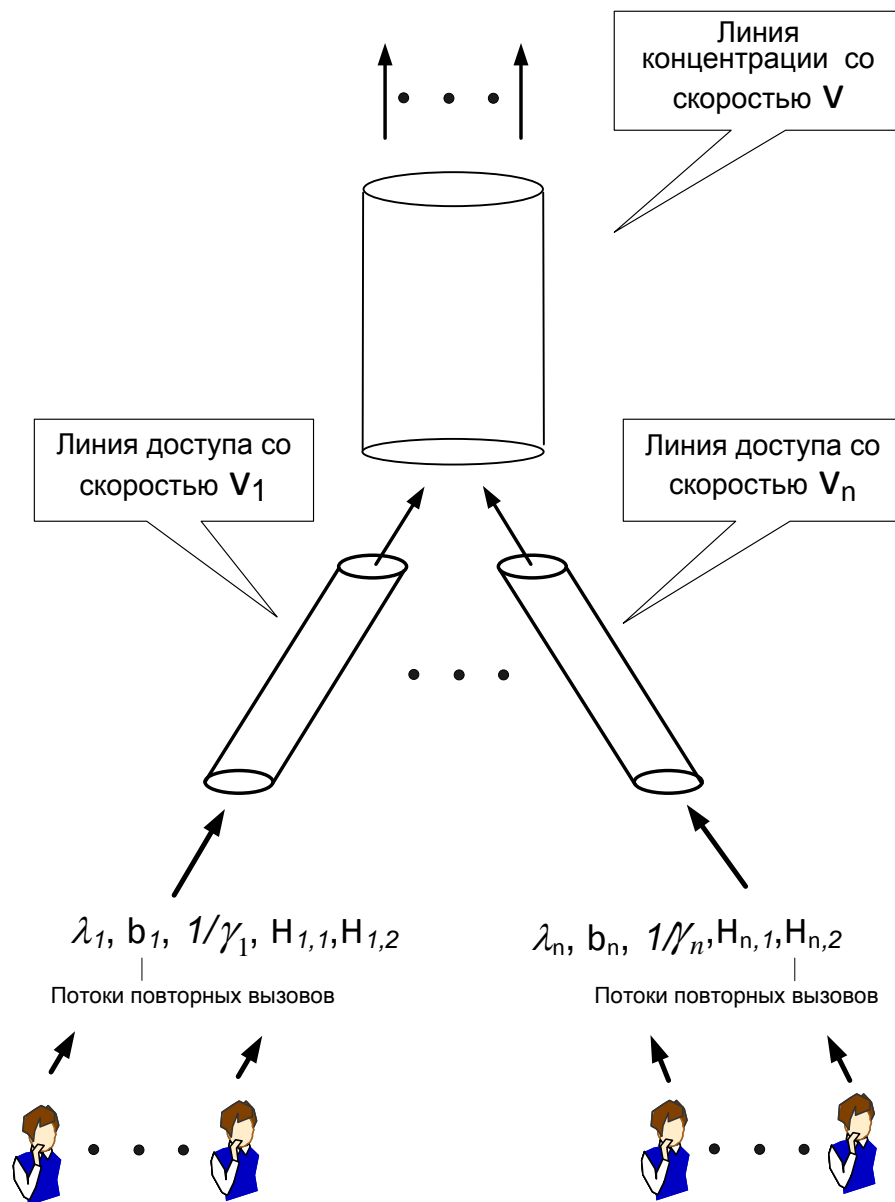 Линия
концентрации со
скоростью V
Линия доступа со
скоростью V₁
Линия доступа со
скоростью Vₙ
λ₁, b₁, 1/γ₁, H₁,₁,H₁,₂
Потоки повторных вызовов
λₙ, bₙ, 1/γₙ,Hₙ,₁,Hₙ,₂
Потоки повторных вызовов